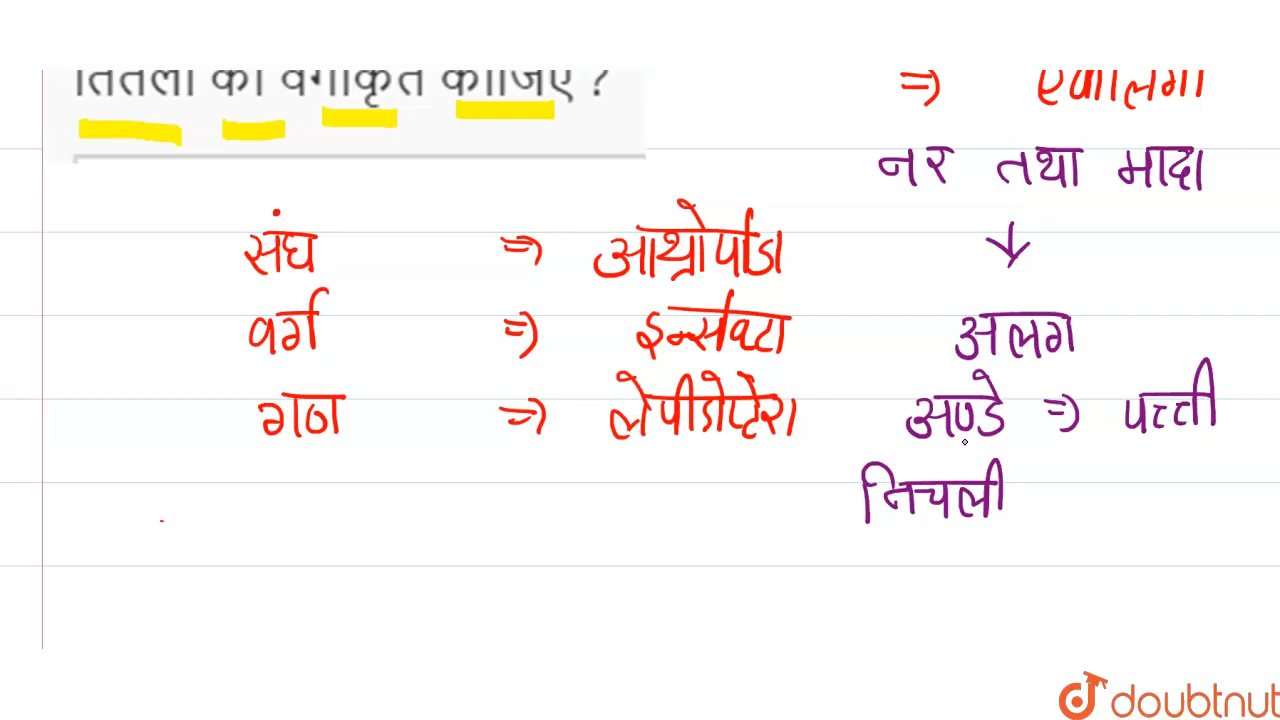 तितली को वर्गीकृत कीजिए ?
संघ ⇒ आर्थ्रोपोडा
वर्ग ⇒ इन्सेक्टा
गण ⇒ लेपीडोप्टेरा
⇒ एकलिंगी
नर तथा मादा
↓
अलग
अण्डे ⇒ पत्ती
निचली
doubtnut